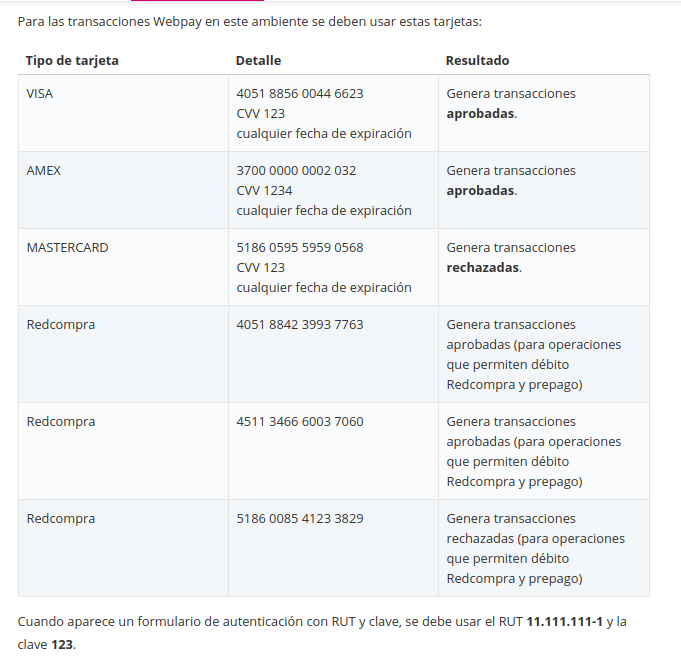 Para las transacciones Webpay en este ambiente se deben usar estas tarjetas:
Tipo de tarjeta Detalle Resultado
VISA
4051 8856 0044 6623
CVV 123
cualquier fecha de expiración
Genera transacciones
aprobadas.
AMEX
3700 0000 0002 032
CVV 1234
cualquier fecha de expiración
Genera transacciones
aprobadas.
MASTERCARD
5186 0595 5959 0568
CVV 123
cualquier fecha de expiración
Genera transacciones
rechazadas.
Redcompra
4051 8842 3993 7763
Genera transacciones
aprobadas (para operaciones
que permiten débito
Redcompra y prepago)
Redcompra
4511 3466 6003 7060
Genera transacciones
aprobadas (para operaciones
que permiten débito
Redcompra y prepago)
Redcompra
5186 0085 4123 3829
Genera transacciones
rechazadas (para operaciones
que permiten débito
Redcompra y prepago)
Cuando aparece un formulario de autenticación con RUT y clave, se debe usar el RUT 11.111.111-1 y la
clave 123.